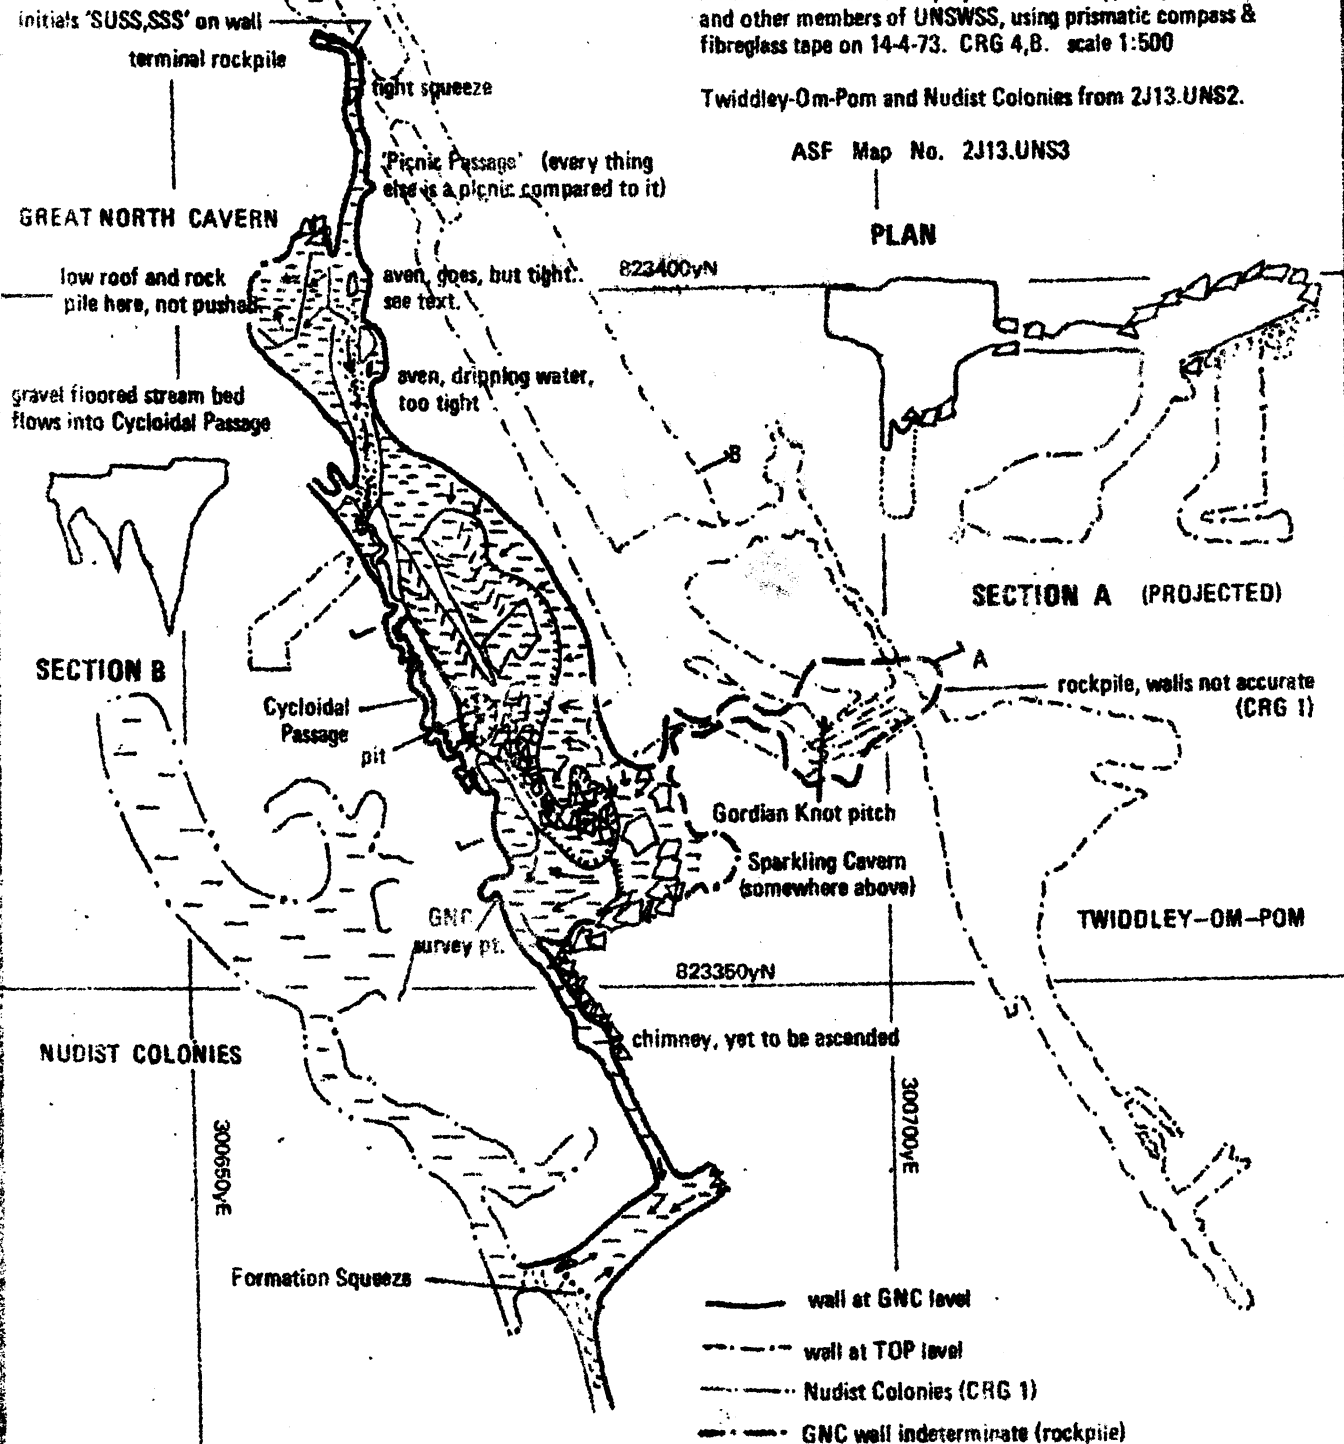 initials 'SUSS,SSS' on wall
terminal rockpile
and other members of UNSWSS, using prismatic compass &
fibreglass tape on 14-4-73. CRG 4,B. scale 1:500
Twiddley-Om-Pom and Nudist Colonies from 2J13.UNS2.
ASF Map No. 2J13.UNS3
PLAN
tight squeeze
'Picnic Passage' (every thing
else is a picnic compared to it)
GREAT NORTH CAVERN
low roof and rock
pile here, not pushed.
aven, goes, but tight.
see text.
823400yN
aven, dripping water,
too tight
gravel floored stream bed
flows into Cycloidal Passage
B
SECTION A (PROJECTED)
SECTION B
A
rockpile, walls not accurate
(CRG 1)
Cycloidal
Passage
pit
Gordian Knot pitch
Sparkling Cavern
(somewhere above)
GNC
survey pt.
TWIDDLEY-OM-POM
823350yN
chimney, yet to be ascended
NUDIST COLONIES
300650yE
300700yE
Formation Squeeze
wall at GNC level
wall at TOP level
Nudist Colonies (CRG 1)
GNC wall indeterminate (rockpile)